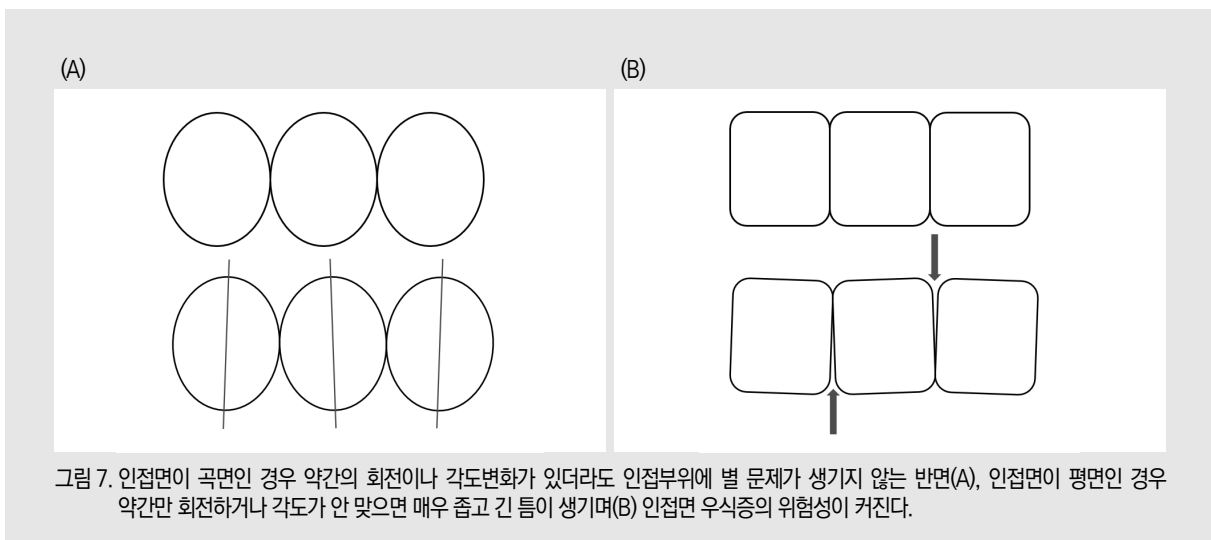 (A)
(B)
그림 7. 인접면이 곡면인 경우 약간의 회전이나 각도변화가 있더라도 인접부위에 별 문제가 생기지 않는 반면(A), 인접면이 평면인 경우
약간만 회전하거나 각도가 안 맞으면 매우 좁고 긴 틈이 생기며(B) 인접면 우식증의 위험성이 커진다.